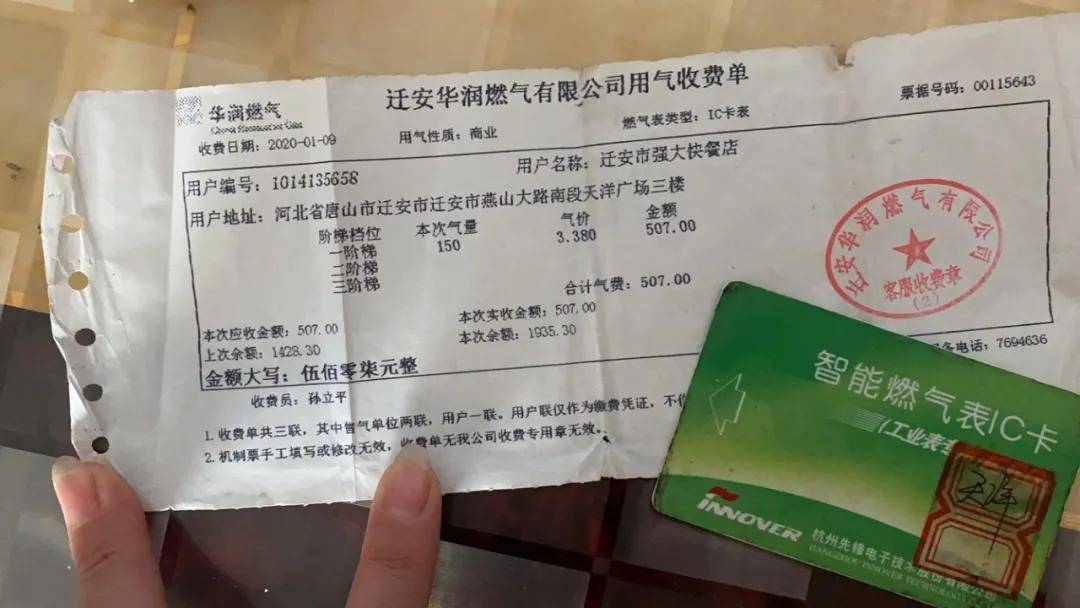 迁安华润燃气有限公司用气收费单
华润燃气
China Resources Gas
票据号码：00115643
收费日期：2020-01-09
用气性质：商业
燃气表类型：IC卡表
用户编号：1014135658
用户名称：迁安市强大快餐店
用户地址：河北省唐山市迁安市迁安市燕山大路南段天洋广场三楼
阶梯档位 本次气量 气价 金额
一阶梯 150 3.380 507.00
二阶梯
三阶梯
合计气费：507.00
本次应收金额：507.00
本次实收金额：507.00
上次余额：1428.30
本次余额：1935.30
金额大写：伍佰零柒元整
收费员：孙立平
务电话：7694636
1.收费单共三联，其中留气单位两联，用户一联。用户联仅作为缴费凭证，不
2.机制票手工填写或修改无效，收费单无我公司收费专用章无效。
迁安华润燃气有限公司
客服收费章
（2）
智能燃气表IC卡
(工业表
INNOVER
杭州先锋电子技术股份有限公司
HANGZHOU INNOVER TECHNOLOGY